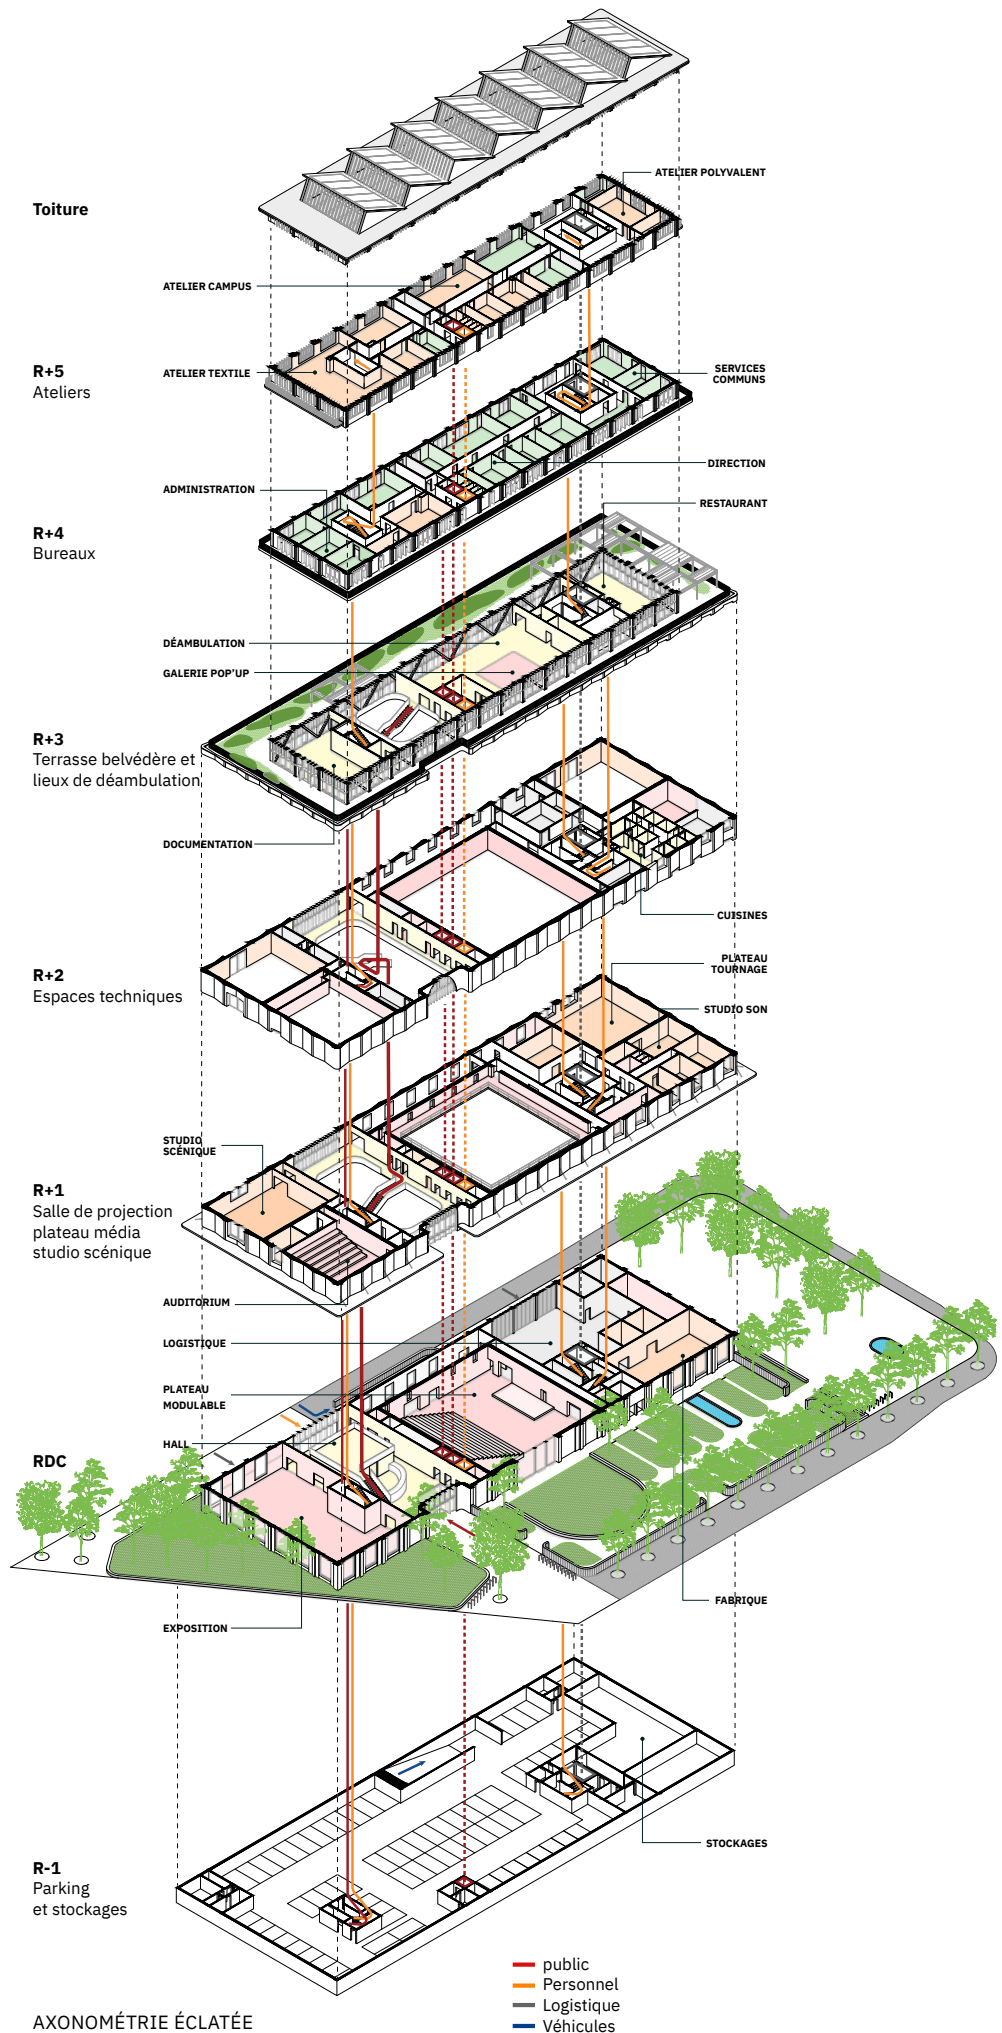 ATELIER POLYVALENT
Toiture
ATELIER CAMPUS
R+5
Ateliers
ATELIER TEXTILE
SERVICES
COMMUNS
DIRECTION
ADMINISTRATION
RESTAURANT
R+4
Bureaux
DÉAMBULATION
GALERIE POP'UP
R+3
Terrasse belvédère et
lieux de déambulation
DOCUMENTATION
CUISINES
PLATEAU
TOURNAGE
R+2
Espaces techniques
STUDIO SON
STUDIO
SCÉNIQUE
R+1
Salle de projection
plateau média
studio scénique
AUDITORIUM
LOGISTIQUE
PLATEAU
MODULABLE
HALL
RDC
FABRIQUE
EXPOSITION
STOCKAGES
R-1
Parking
et stockages
public
Personnel
Logistique
Véhicules
AXONOMÉTRIE ÉCLATÉE